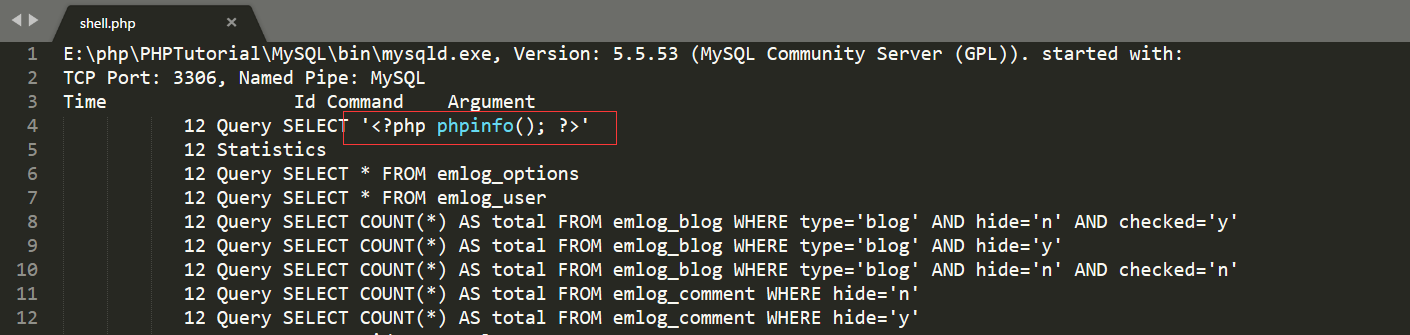 shell.php ×
1 E:\php\PHPTutorial\MySQL\bin\mysqld.exe, Version: 5.5.53 (MySQL Community Server (GPL)). started with:
2 TCP Port: 3306, Named Pipe: MySQL
3 Time                 Id Command    Argument
4 12 Query SELECT '<?php phpinfo(); ?>'
5 12 Statistics
6 12 Query SELECT * FROM emlog_options
7 12 Query SELECT * FROM emlog_user
8 12 Query SELECT COUNT(*) AS total FROM emlog_blog WHERE type='blog' AND hide='n' AND checked='y'
9 12 Query SELECT COUNT(*) AS total FROM emlog_blog WHERE type='blog' AND hide='y'
10 12 Query SELECT COUNT(*) AS total FROM emlog_blog WHERE type='blog' AND hide='n' AND checked='n'
11 12 Query SELECT COUNT(*) AS total FROM emlog_comment WHERE hide='n'
12 12 Query SELECT COUNT(*) AS total FROM emlog_comment WHERE hide='y'